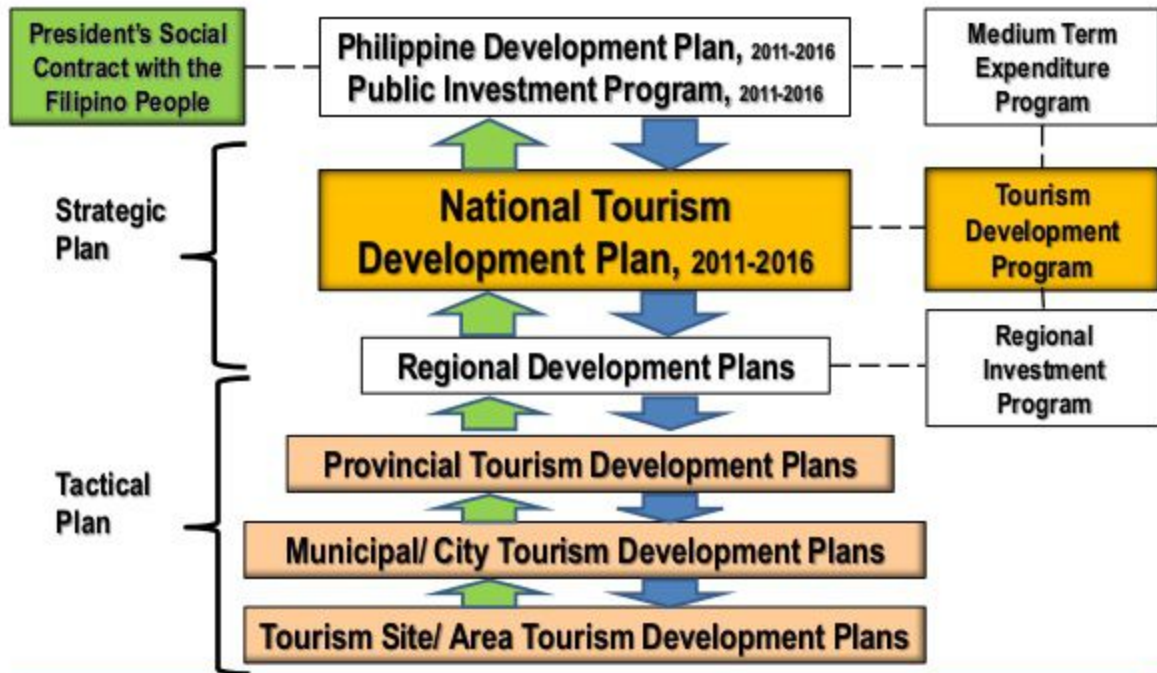 President's Social
Contract with the
Filipino People
Philippine Development Plan, 2011-2016
Public Investment Program, 2011-2016
Medium Term
Expenditure
Program
Strategic
Plan
National Tourism
Development Plan, 2011-2016
Tourism
Development
Program
Regional Development Plans
Regional
Investment
Program
Tactical
Plan
Provincial Tourism Development Plans
Municipal/ City Tourism Development Plans
Tourism Site/ Area Tourism Development Plans